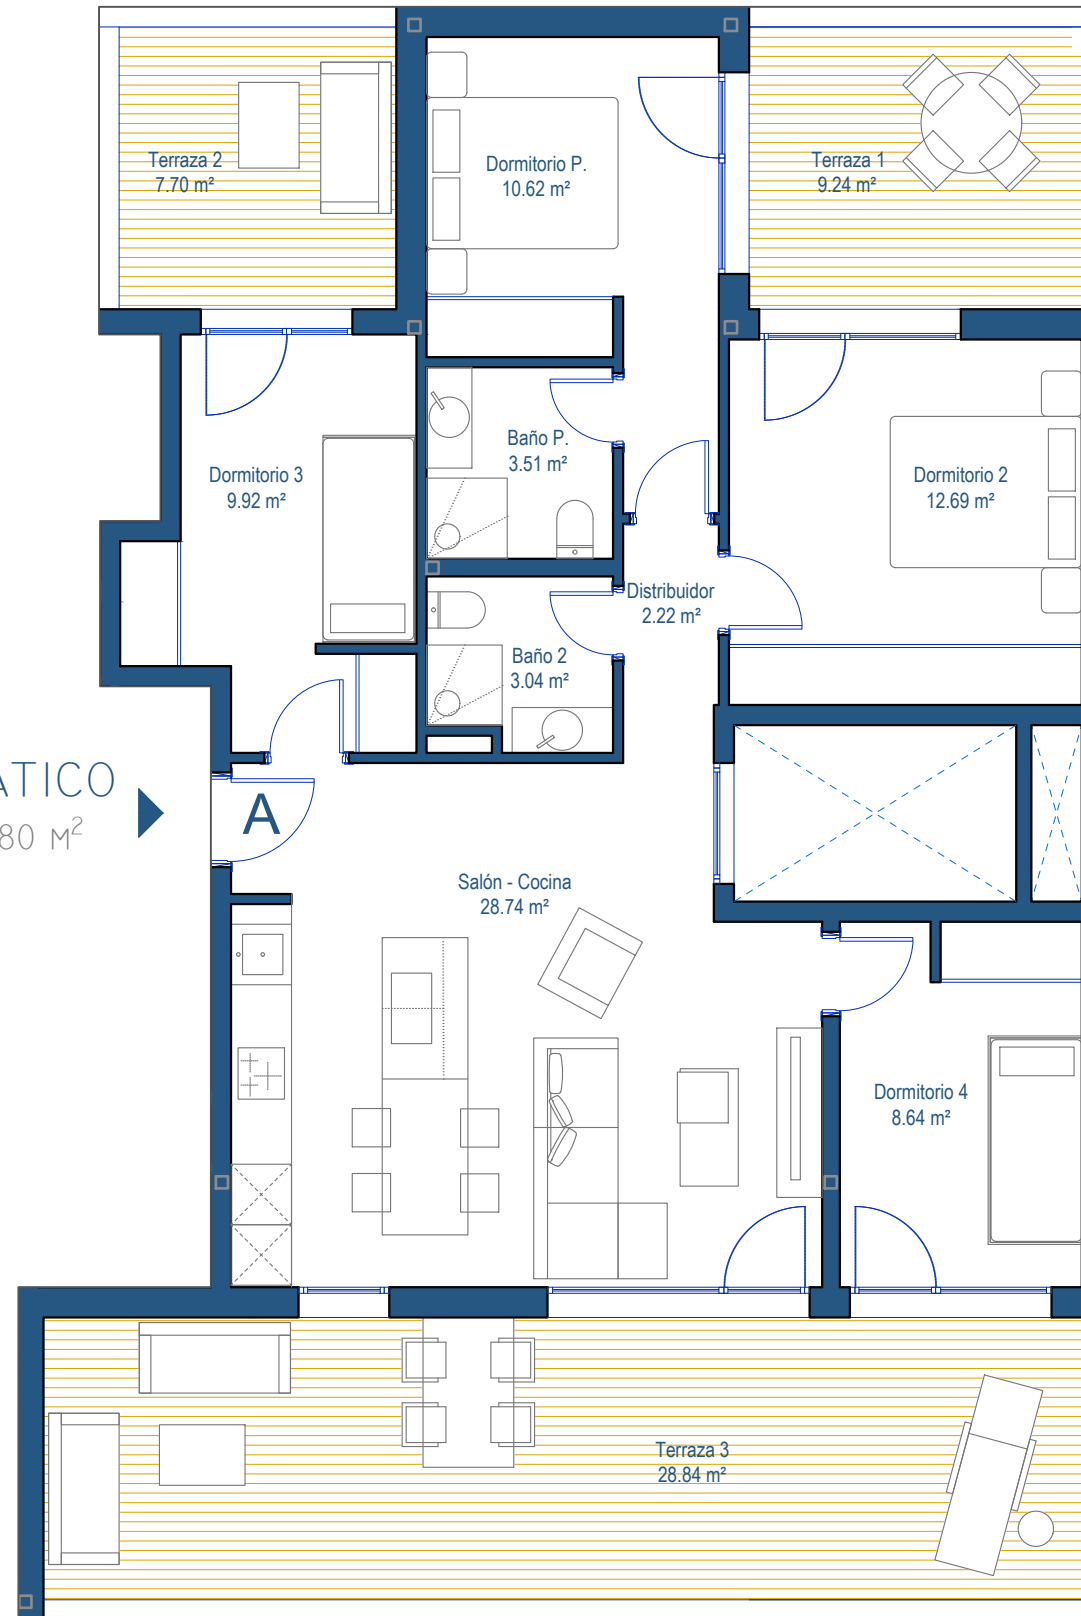 Terraza 2
7.70 m²
Dormitorio P.
10.62 m²
Terraza 1
9.24 m²
Dormitorio 3
9.92 m²
Baño P.
3.51 m²
Dormitorio 2
12.69 m²
Distribuidor
2.22 m²
Baño 2
3.04 m²
ATICO
80 M²
A
Salón - Cocina
28.74 m²
Dormitorio 4
8.64 m²
Terraza 3
28.84 m²